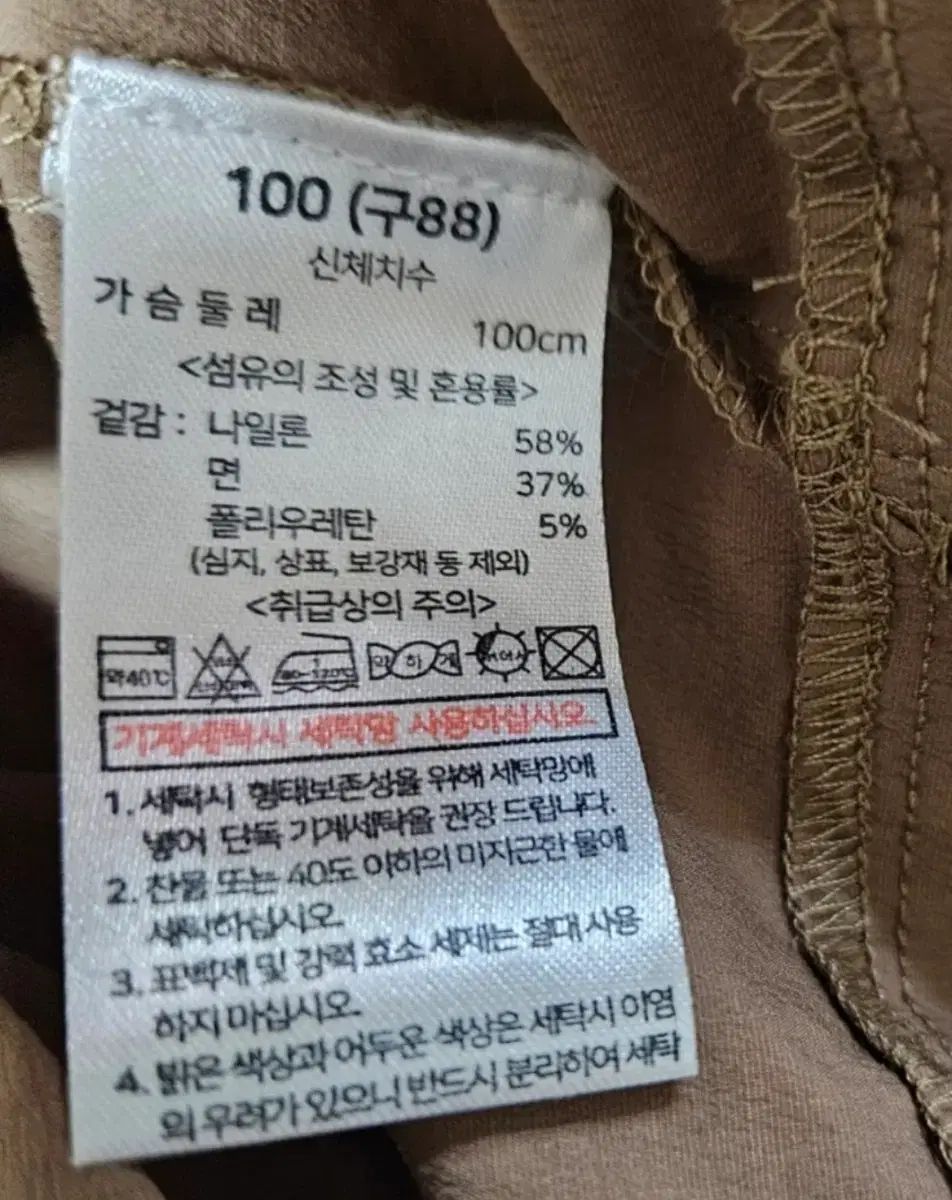 100 (구88)
신체치수
가슴둘레 100cm
<섬유의 조성 및 혼용률>
겉감 : 나일론 58%
면 37%
폴리우레탄 5%
(심지, 상표, 보강재 등 제외)
<취급상의 주의>
약40℃ 80~120℃ 약하게
기계세탁시 세탁망 사용하십시오.
1. 세탁시 형태보존성을 위해 세탁망에
넣어 단독 기계세탁을 권장 드립니다.
2. 찬물 또는 40도 이하의 미지근한 물에
세탁하십시오.
3. 표백제 및 강력 효소 세제는 절대 사용
하지 마십시오.
4. 밝은 색상과 어두운 색상은 세탁시 이염
의 우려가 있으니 반드시 분리하여 세탁